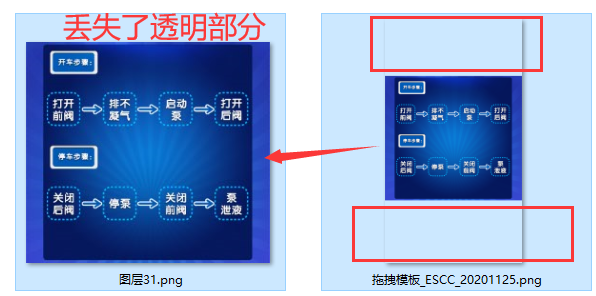 丢失了透明部分
开车步骤：
打开
前阀
排不
凝气
启动
泵
打开
后阀
停车步骤：
关闭
后阀
停泵
关闭
前阀
泵
泄液
图层31.png
开车步骤：
打开
前阀
排不
凝气
启动
泵
打开
后阀
停车步骤：
关闭
后阀
停泵
关闭
前阀
泵
泄液
拖拽模板_ESCC_20201125.png